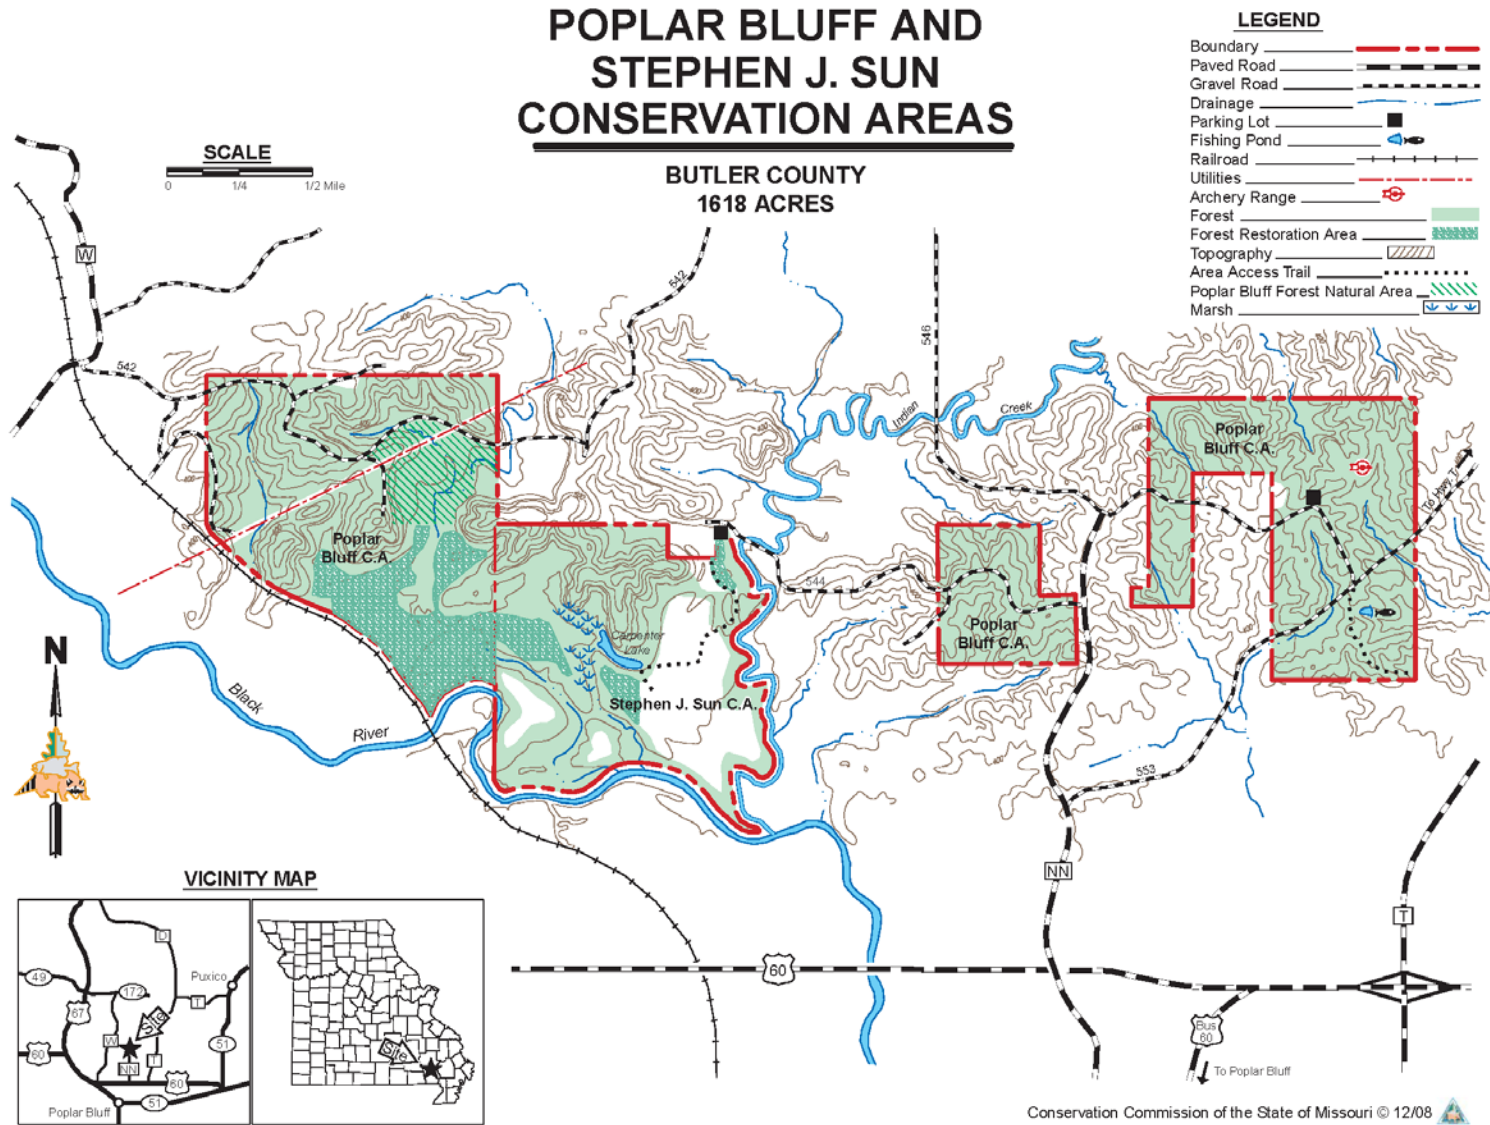 POPLAR BLUFF AND
STEPHEN J. SUN
CONSERVATION AREAS
BUTLER COUNTY
1618 ACRES
LEGEND
Boundary
Paved Road
Gravel Road
Drainage
Parking Lot
Fishing Pond
Railroad
Utilities
Archery Range
Forest
Forest Restoration Area
Topography
Area Access Trail
Poplar Bluff Forest Natural Area
Marsh
SCALE
0 1/4 1/2 Mile
W
542
542
546
Indian
Creek
400
Poplar
Bluff C.A.
To Hwy. T
Poplar
Bluff C.A.
544
Poplar
Bluff C.A.
Carpenter
Lake
Stephen J. Sun C.A.
N
Black
River
553
NN
T
60
Bus
60
To Poplar Bluff
VICINITY MAP
D
Puxico
49
172
T
67
Site
W
51
60
T
NN
60
Poplar Bluff
51
Site
Conservation Commission of the State of Missouri © 12/08